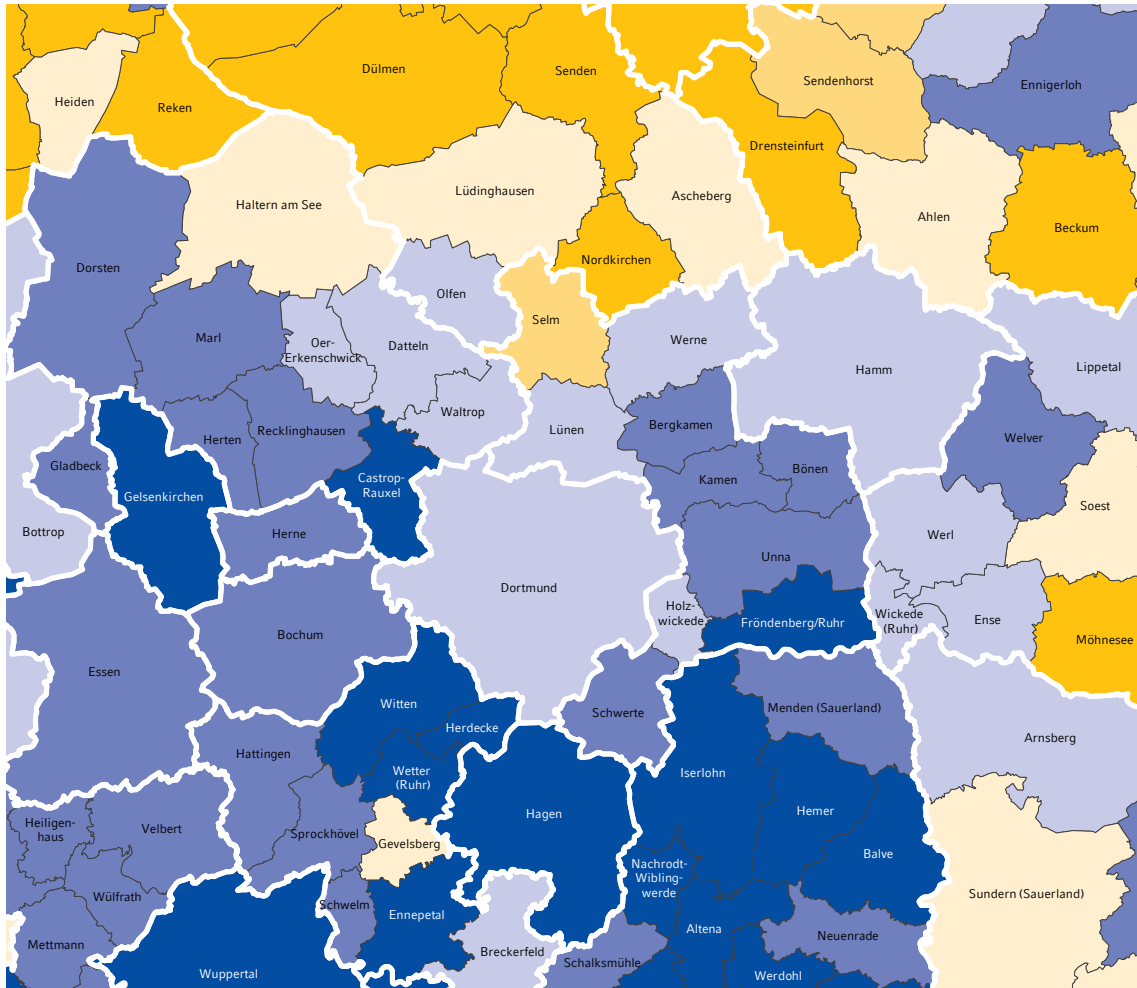 Dülmen
Senden
Sendenhorst
Ennigerloh
Heiden
Reken
Drensteinfurt
Lüdinghausen
Ascheberg
Haltern am See
Ahlen
Beckum
Nordkirchen
Dorsten
Olfen
Selm
Marl
Oer-
Erkenschwick
Datteln
Werne
Hamm
Lippetal
Waltrop
Lünen
Bergkamen
Welver
Herten
Recklinghausen
Gladbeck
Kamen
Bönen
Castrop-
Rauxel
Gelsenkirchen
Soest
Bottrop
Herne
Werl
Unna
Dortmund
Holz-
wickede
Fröndenberg/Ruhr
Wickede
(Ruhr)
Ense
Möhnesee
Bochum
Essen
Witten
Schwerte
Menden (Sauerland)
Herdecke
Arnsberg
Hattingen
Wetter
(Ruhr)
Iserlohn
Hagen
Hemer
Heiligen-
haus
Velbert
Sprockhövel
Gevelsberg
Balve
Nachrodt-
Wibling-
werde
Wülfrath
Schwelm
Ennepetal
Sundern (Sauerland)
Altena
Neuenrade
Mettmann
Breckerfeld
Schalksmühle
Wuppertal
Werdohl